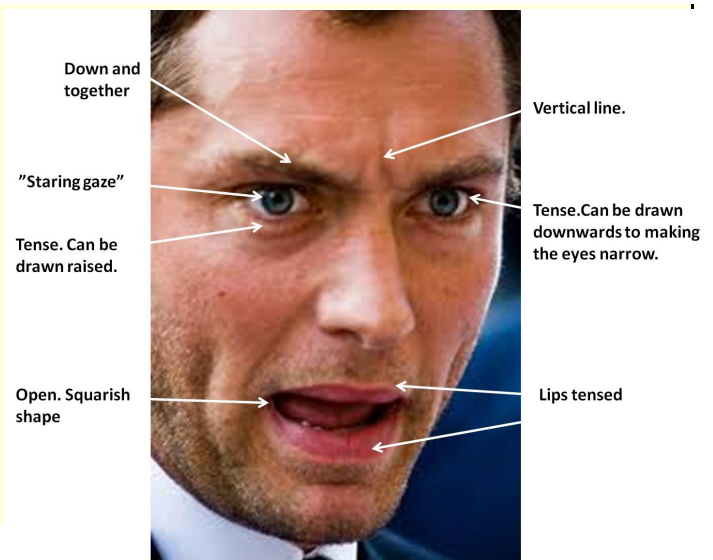 Down and
together
Vertical line.
”Staring gaze”
Tense. Can be
drawn raised.
Tense.Can be drawn
downwards to making
the eyes narrow.
Open. Squarish
shape
Lips tensed